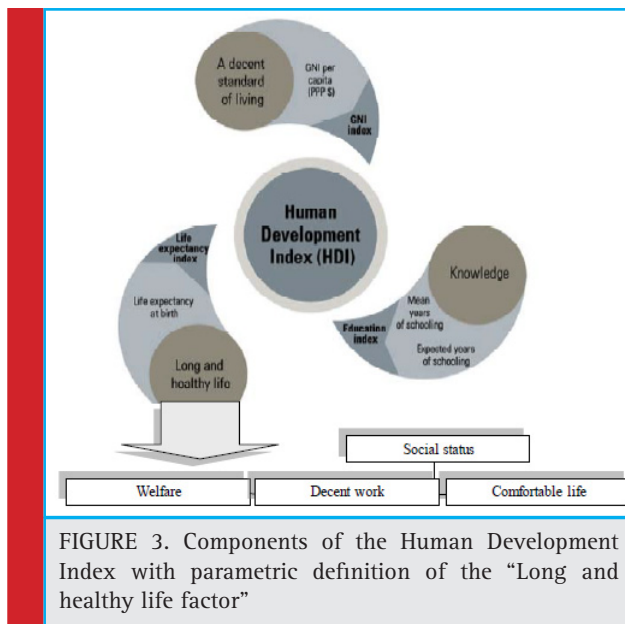 A decent
standard
of living
GNI per
capita
(PPP $)
GNI
index
Human
Development
Index (HDI)
Life
expectancy
index
Life expectancy
at birth
Long and
healthy life
Knowledge
Mean
years
of schooling
Expected years
of schooling
Education
index
Social status
Welfare
Decent work
Comfortable life
FIGURE 3. Components of the Human Development
Index with parametric definition of the “Long and
healthy life factor”